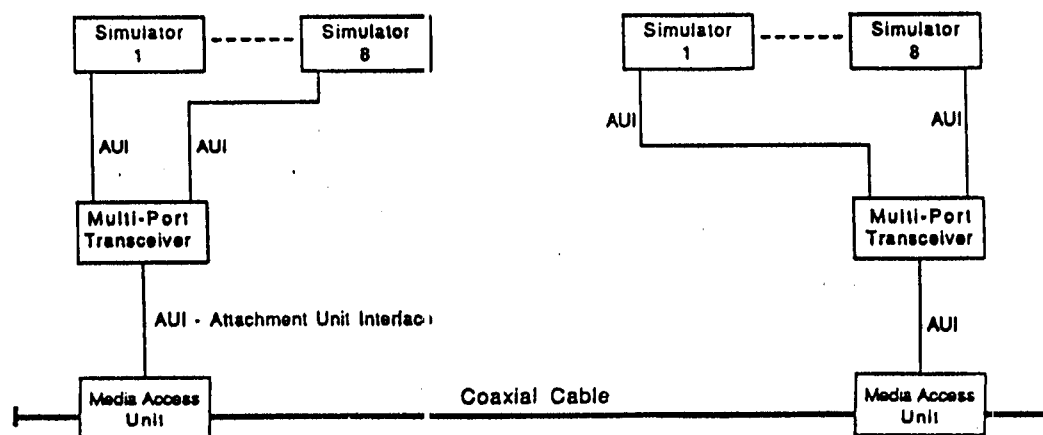 Simulator
1
Simulator
8
Simulator
1
Simulator
8
AUI
AUI
AUI
AUI
Multi-Port
Transceiver
Multi-Port
Transceiver
AUI - Attachment Unit Interfac
AUI
Media Access
Unit
Coaxial Cable
Media Access
Unit